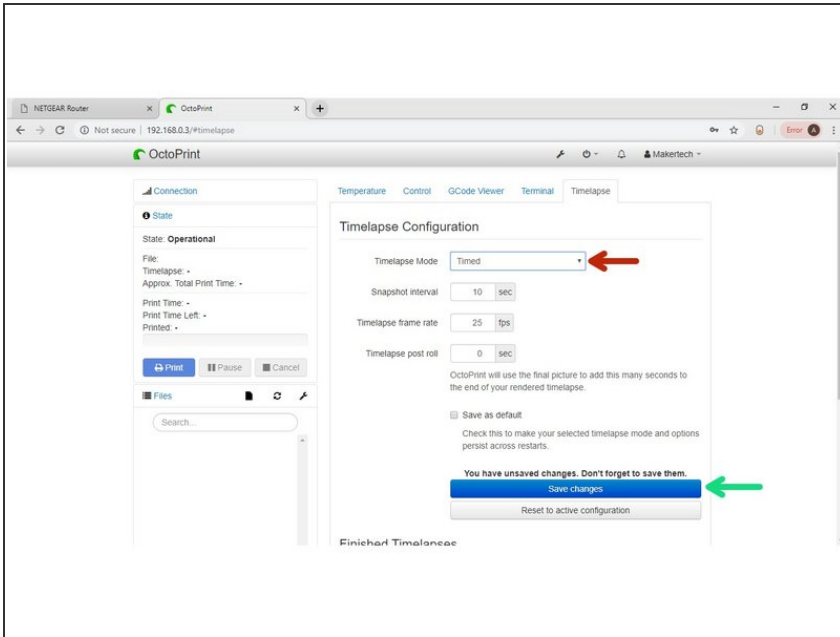 NETGEAR Router
OctoPrint
Not secure | 192.168.0.3/#timelapse
Error A
OctoPrint
Makertech
Connection
State
State: Operational
File:
Timelapse: -
Approx. Total Print Time: -
Print Time: -
Print Time Left: -
Printed: -
Print
Pause
Cancel
Files
Search...
Temperature
Control
GCode Viewer
Terminal
Timelapse
Timelapse Configuration
Timelapse Mode
Timed
Snapshot interval
10 sec
Timelapse frame rate
25 fps
Timelapse post roll
0 sec
OctoPrint will use the final picture to add this many seconds to
the end of your rendered timelapse.
Save as default
Check this to make your selected timelapse mode and options
persist across restarts.
You have unsaved changes. Don't forget to save them.
Save changes
Reset to active configuration
Finished Timelapses